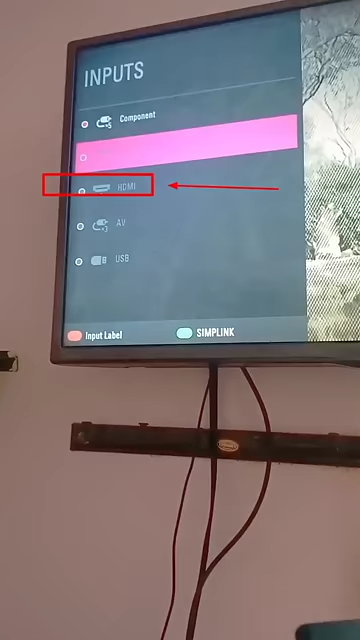 INPUTS
Component
HDMI
AV
USB
Input Label
SIMPLINK